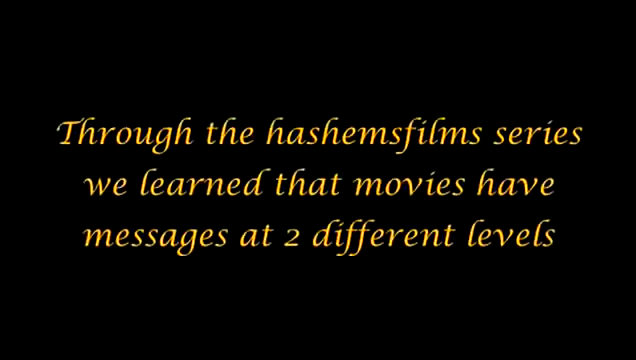 Through the hashemsfilms series
we learned that movies have
messages at 2 different levels